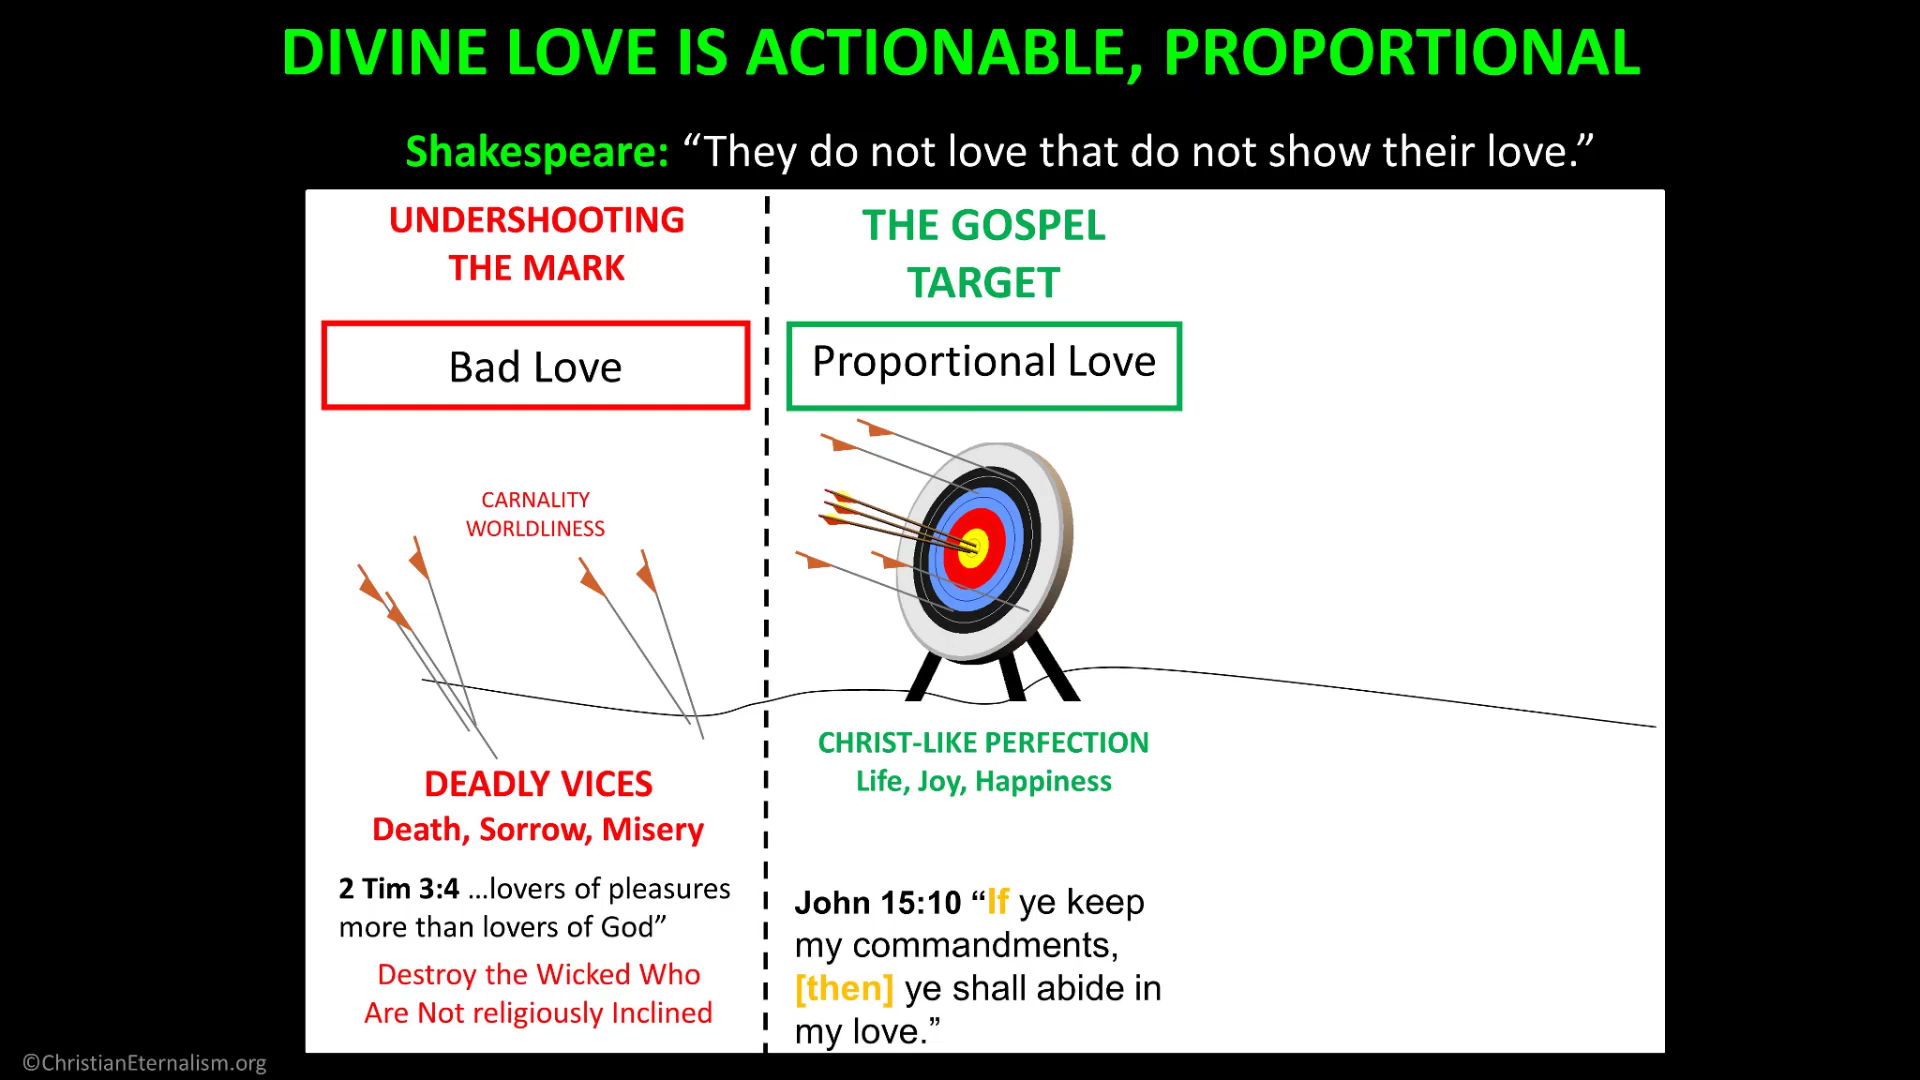 DIVINE LOVE IS ACTIONABLE, PROPORTIONAL
Shakespeare: “They do not love that do not show their love.”
UNDERSHOOTING
THE MARK
Bad Love
CARNALITY
WORLDLINESS
DEADLY VICES
Death, Sorrow, Misery
2 Tim 3:4 ...lovers of pleasures
more than lovers of God”
Destroy the Wicked Who
Are Not religiously Inclined
THE GOSPEL
TARGET
Proportional Love
CHRIST-LIKE PERFECTION
Life, Joy, Happiness
John 15:10 “If ye keep
my commandments,
[then] ye shall abide in
my love.”
©ChristianEternalism.org